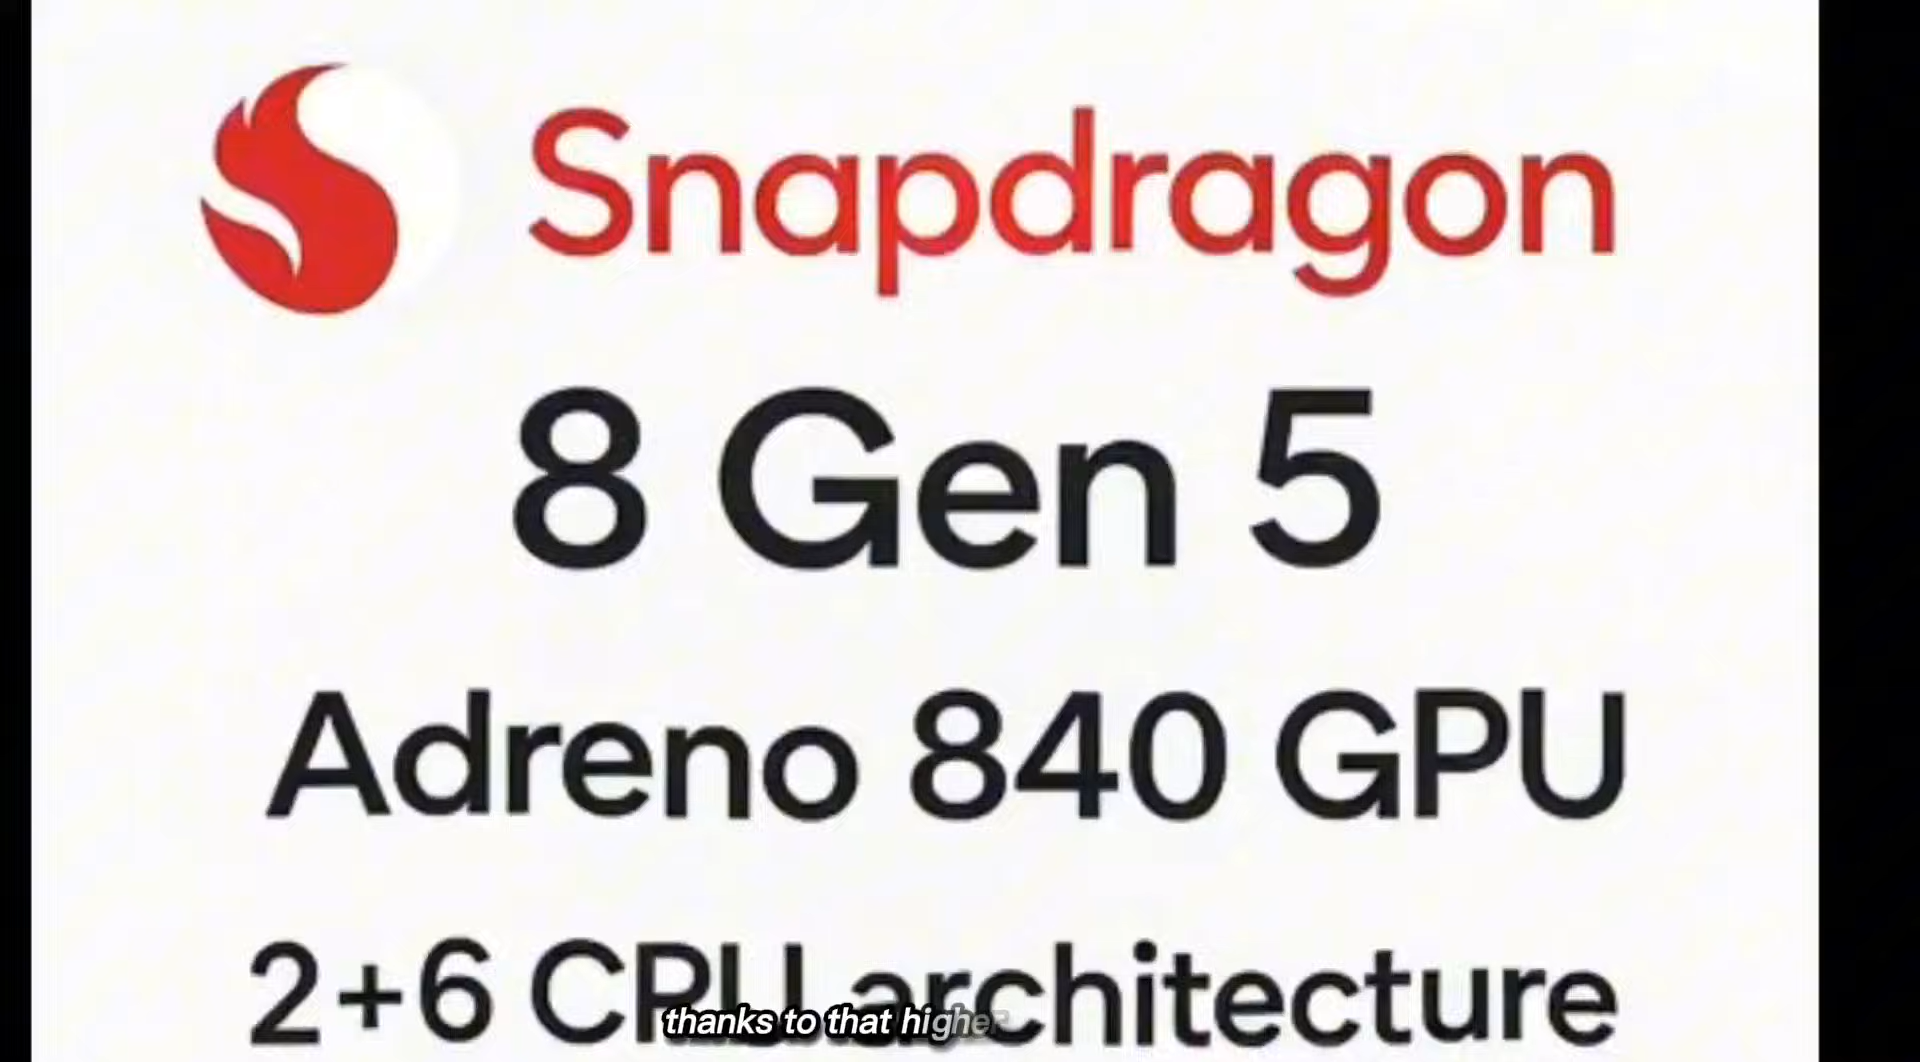 Snapdragon
8 Gen 5
Adreno 840 GPU
2+6 CPU architecture
thanks to that higher